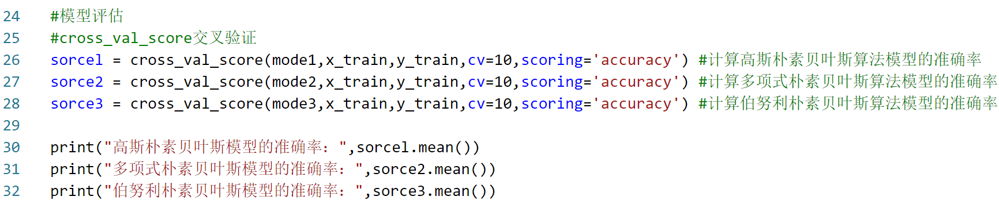 24 #模型评估
25 #cross_val_score交叉验证
26 sorcel = cross_val_score(mode1,x_train,y_train,cv=10,scoring='accuracy') #计算高斯朴素贝叶斯算法模型的准确率
27 sorce2 = cross_val_score(mode2,x_train,y_train,cv=10,scoring='accuracy') #计算多项式朴素贝叶斯算法模型的准确率
28 sorce3 = cross_val_score(mode3,x_train,y_train,cv=10,scoring='accuracy') #计算伯努利朴素贝叶斯算法模型的准确率
29
30 print("高斯朴素贝叶斯模型的准确率：",sorcel.mean())
31 print("多项式朴素贝叶斯模型的准确率：",sorce2.mean())
32 print("伯努利朴素贝叶斯模型的准确率：",sorce3.mean())